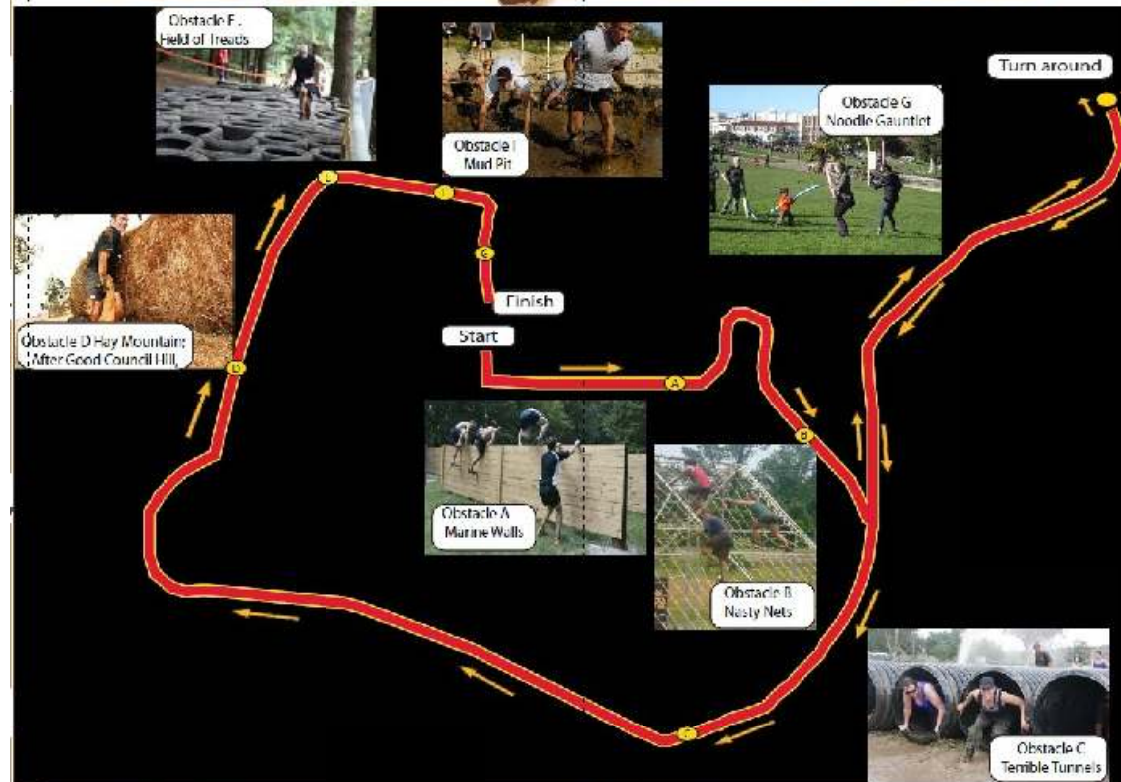 Obstacle E .
Field of Treads
Obstacle I
Mud Pit
Obstacle G
Noodle Gauntlet
Turn around
Obstacle D Hay Mountain;
After Good Council Hill,
Finish
Start
A
B
D
G
Obstacle A
Marine Walls
Obstacle B
Nasty Nets
Obstacle C
Terrible Tunnels